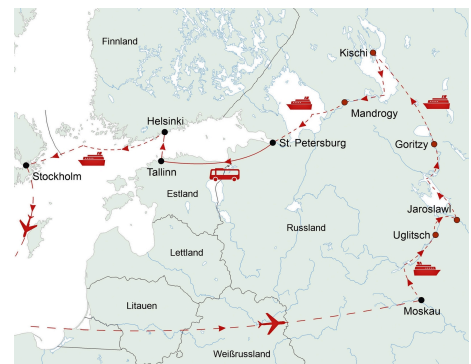 Finnland
Kischi
Mandrogy
Helsinki
St. Petersburg
Goritzy
Stockholm
Tallinn
Estland
Jaroslawl
Russland
Uglitsch
Lettland
Litauen
Moskau
Weißrussland